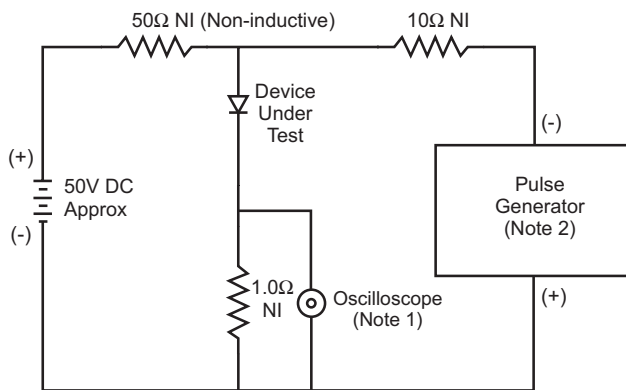 50Ω NI (Non-inductive)
10Ω NI
Device
Under
Test
(+)
50V DC
Approx
(-)
(-)
Pulse
Generator
(Note 2)
(+)
1.0Ω
NI
Oscilloscope
(Note 1)